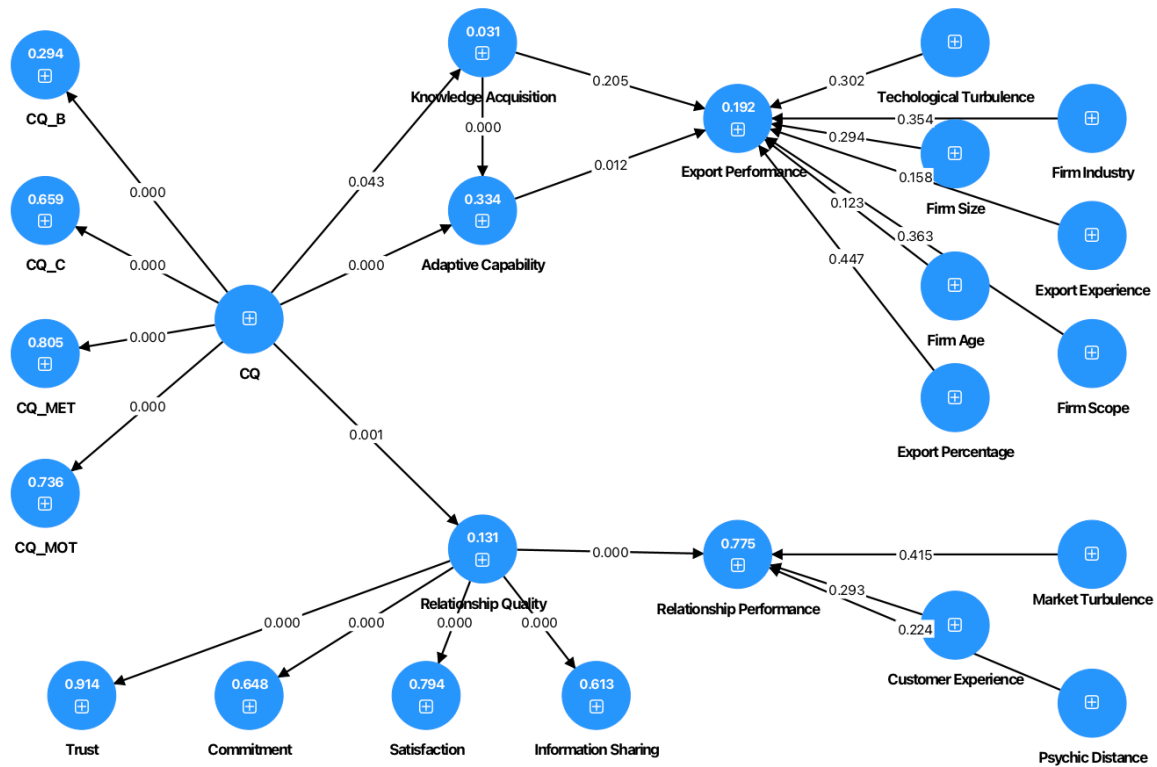 0.294
CQ_B
0.659
CQ_C
0.805
CQ_MET
0.736
CQ_MOT
0.000
0.000
0.000
0.000
CQ
0.043
0.000
0.001
0.031
Knowledge Acquisition
0.000
0.334
Adaptive Capability
0.205
0.012
0.192
Export Performance
0.302
0.354
0.294
0.158
0.123
0.363
0.447
Techological Turbulence
Firm Industry
Firm Size
Export Experience
Firm Age
Firm Scope
Export Percentage
0.131
Relationship Quality
0.000
0.000
0.000
0.000
0.914
Trust
0.648
Commitment
0.794
Satisfaction
0.613
Information Sharing
0.000
0.775
Relationship Performance
0.415
0.293
0.224
Market Turbulence
Customer Experience
Psychic Distance